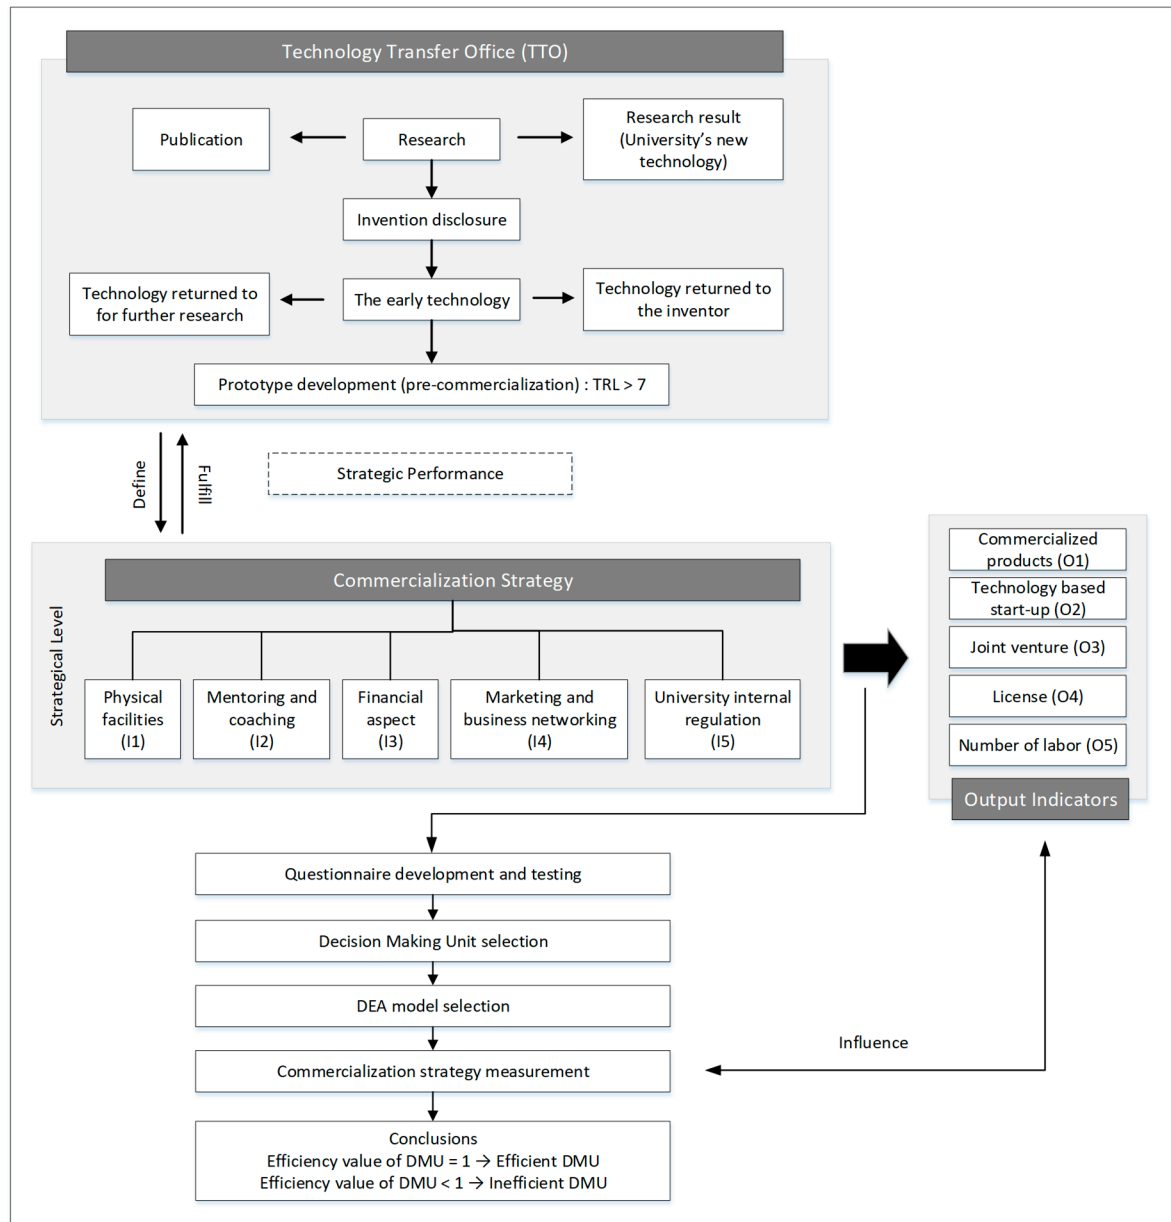 Technology Transfer Office (TTO)
Publication
Research
Research result
(University’s new
technology)
Invention disclosure
Technology returned to
for further research
The early technology
Technology returned to
the inventor
Prototype development (pre-commercialization) : TRL > 7
Define
Fulfill
Strategic Performance
Strategical Level
Commercialization Strategy
Physical
facilities
(I1)
Mentoring and
coaching
(I2)
Financial
aspect
(I3)
Marketing and
business networking
(I4)
University internal
regulation
(I5)
Commercialized
products (O1)
Technology based
start-up (O2)
Joint venture (O3)
License (O4)
Number of labor (O5)
Output Indicators
Questionnaire development and testing
Decision Making Unit selection
DEA model selection
Commercialization strategy measurement
Influence
Conclusions
Efficiency value of DMU = 1 → Efficient DMU
Efficiency value of DMU < 1 → Inefficient DMU